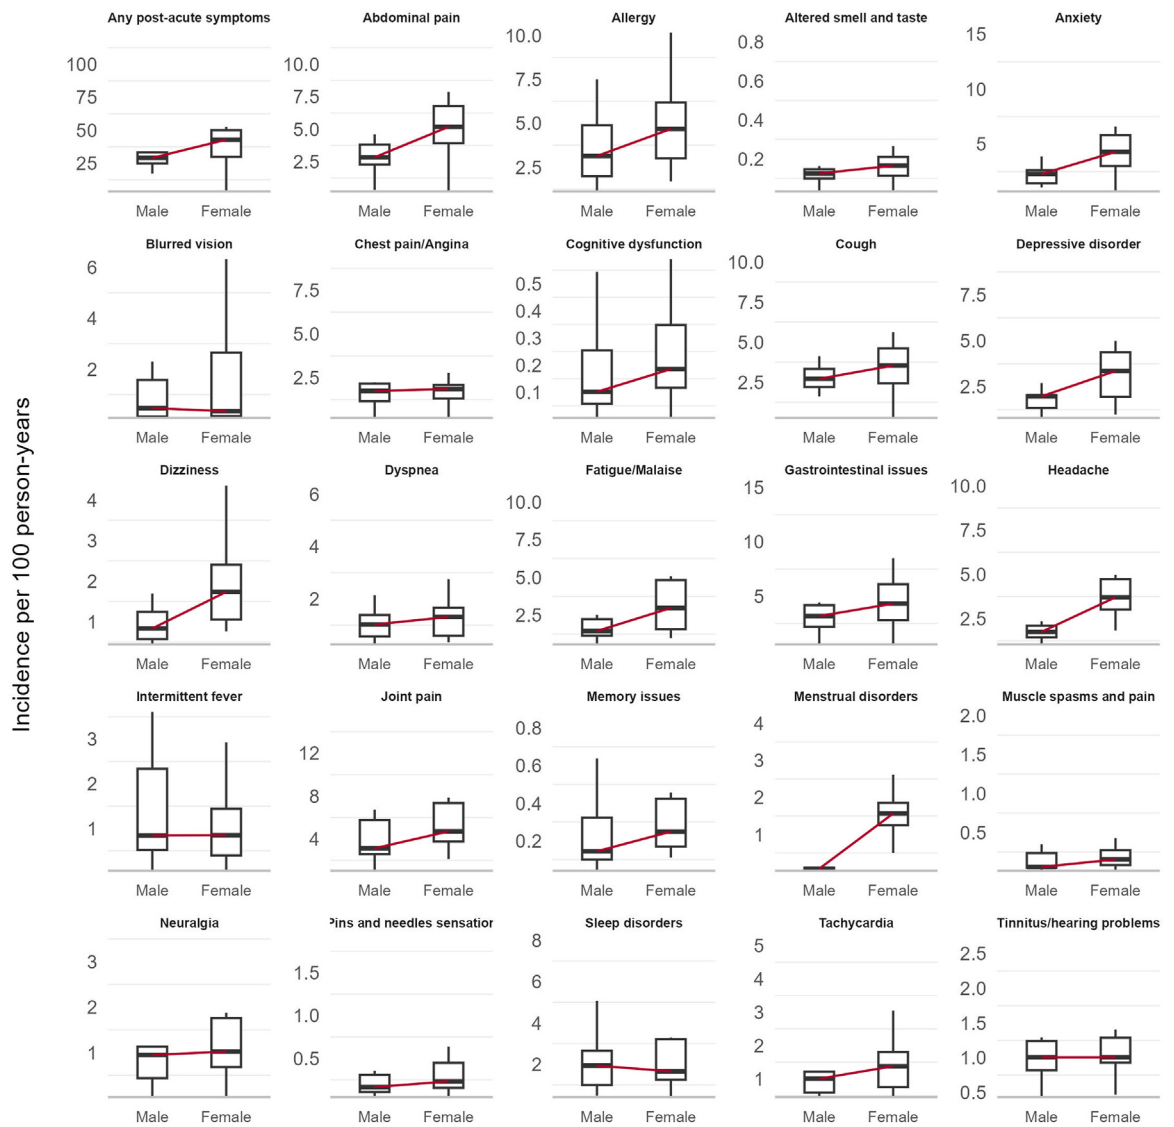 Incidence per 100 person-years
Any post-acute symptoms
100
75
50
25
Male Female
Abdominal pain
10.0
7.5
5.0
2.5
Male Female
Allergy
10.0
7.5
5.0
2.5
Male Female
Altered smell and taste
0.8
0.6
0.4
0.2
Male Female
Anxiety
15
10
5
Male Female
Blurred vision
6
4
2
Male Female
Chest pain/Angina
7.5
5.0
2.5
Male Female
Cognitive dysfunction
0.5
0.4
0.3
0.2
0.1
Male Female
Cough
10.0
7.5
5.0
2.5
Male Female
Depressive disorder
7.5
5.0
2.5
Male Female
Dizziness
4
3
2
1
Male Female
Dyspnea
6
4
2
Male Female
Fatigue/Malaise
10.0
7.5
5.0
2.5
Male Female
Gastrointestinal issues
15
10
5
Male Female
Headache
10.0
7.5
5.0
2.5
Male Female
Intermittent fever
3
2
1
Male Female
Joint pain
12
8
4
Male Female
Memory issues
0.8
0.6
0.4
0.2
Male Female
Menstrual disorders
4
3
2
1
Male Female
Muscle spasms and pain
2.0
1.5
1.0
0.5
Male Female
Neuralgia
3
2
1
Male Female
Pins and needles sensation
1.5
1.0
0.5
Male Female
Sleep disorders
8
6
4
2
Male Female
Tachycardia
5
4
3
2
1
Male Female
Tinnitus/hearing problems
2.5
2.0
1.5
1.0
0.5
Male Female